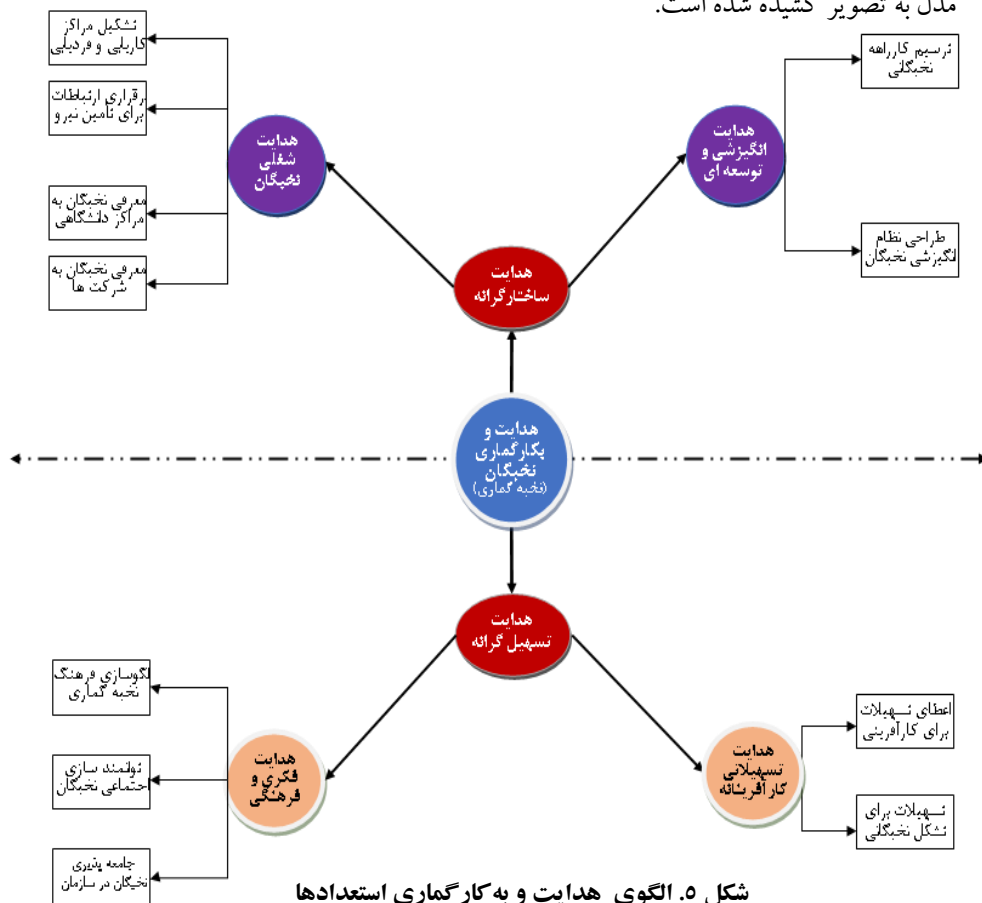 مدل به تصویر کشیده شده است.
تشکیل مراکز
کاریابی و فردیابی
برقراری ارتباطات
برای تامین نیرو
معرفی نخبگان به
مراکز دانشگاهی
معرفی نخبگان به
شرکت ها
هدایت
شغلی
نخبگان
هدایت
انگیزشی و
توسعه ای
ترسیم کارراهه
نخبگانی
طراحی نظام
انگیزشی نخبگان
هدایت
ساختارگرانه
هدایت و
بکارگماری
نخبگان
(نخبه گماری)
هدایت
تسهیل گرانه
الگوسازی فرهنگ
نخبه گماری
توانمند سازی
اجتماعی نخبگان
جامعه پذیری
نخبگان در سازمان
هدایت
فکری و
فرهنگی
هدایت
تسهیلاتی
کارآفرینانه
اعطای تسهیلات
برای کارآفرینی
تسهیلات برای
تشکل نخبگانی
شکل ۵. الگوی هدایت و به‌کارگماری استعدادها